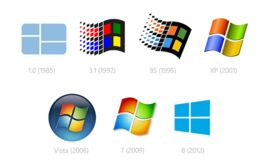 1.0 (1985)
3.1 (1992)
95 (1995)
XP (2001)
Vista (2006)
7 (2009)
8 (2012)